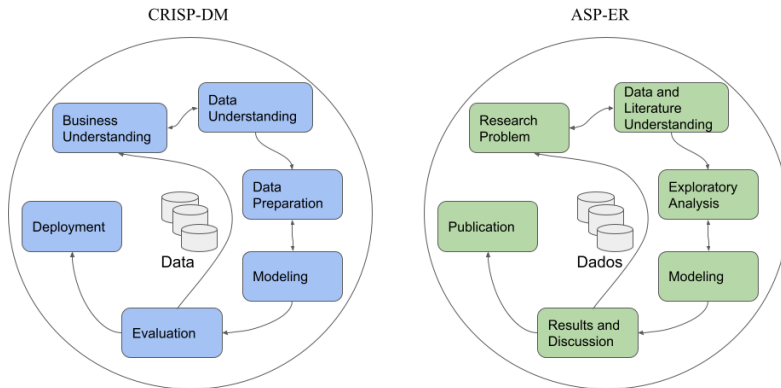 CRISP-DM
Business
Understanding
Data
Understanding
Data
Preparation
Deployment
Data
Modeling
Evaluation
ASP-ER
Research
Problem
Data and
Literature
Understanding
Exploratory
Analysis
Publication
Dados
Modeling
Results and
Discussion